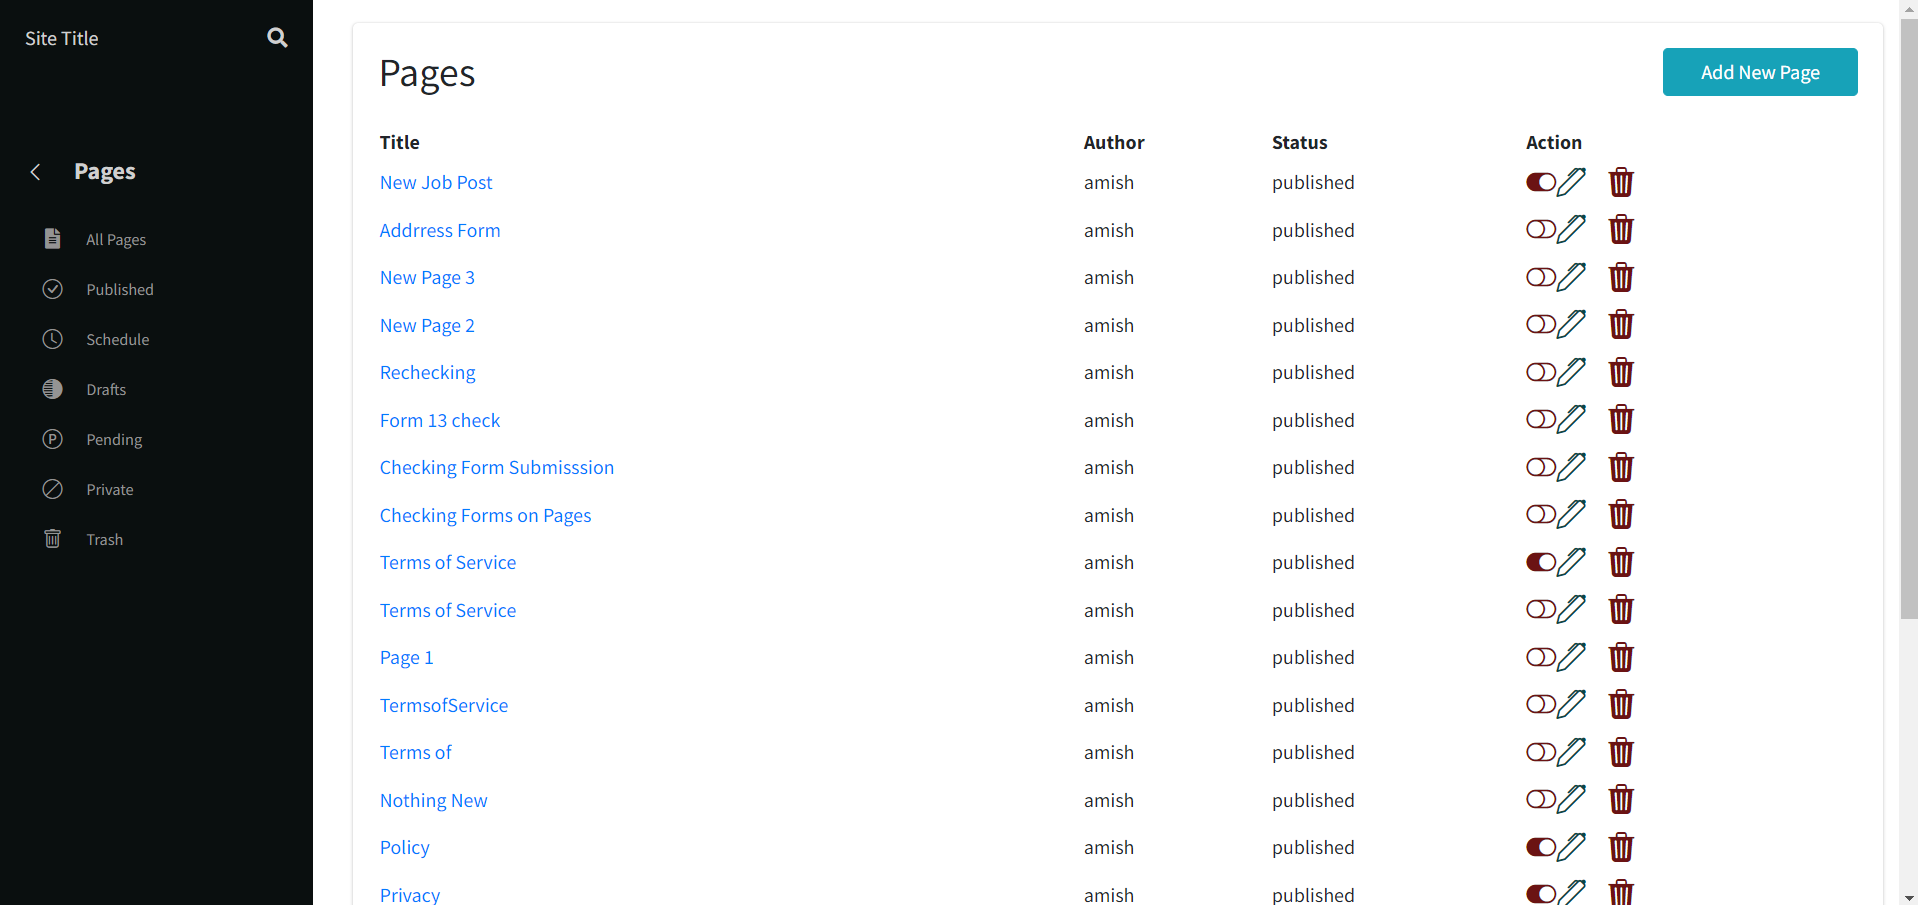 Site Title
Pages
All Pages
Published
Schedule
Drafts
Pending
Private
Trash
Pages
Add New Page
Title Author Status Action
New Job Post amish published
Addrress Form amish published
New Page 3 amish published
New Page 2 amish published
Rechecking amish published
Form 13 check amish published
Checking Form Submisssion amish published
Checking Forms on Pages amish published
Terms of Service amish published
Terms of Service amish published
Page 1 amish published
TermsofService amish published
Terms of amish published
Nothing New amish published
Policy amish published
Privacy amish published